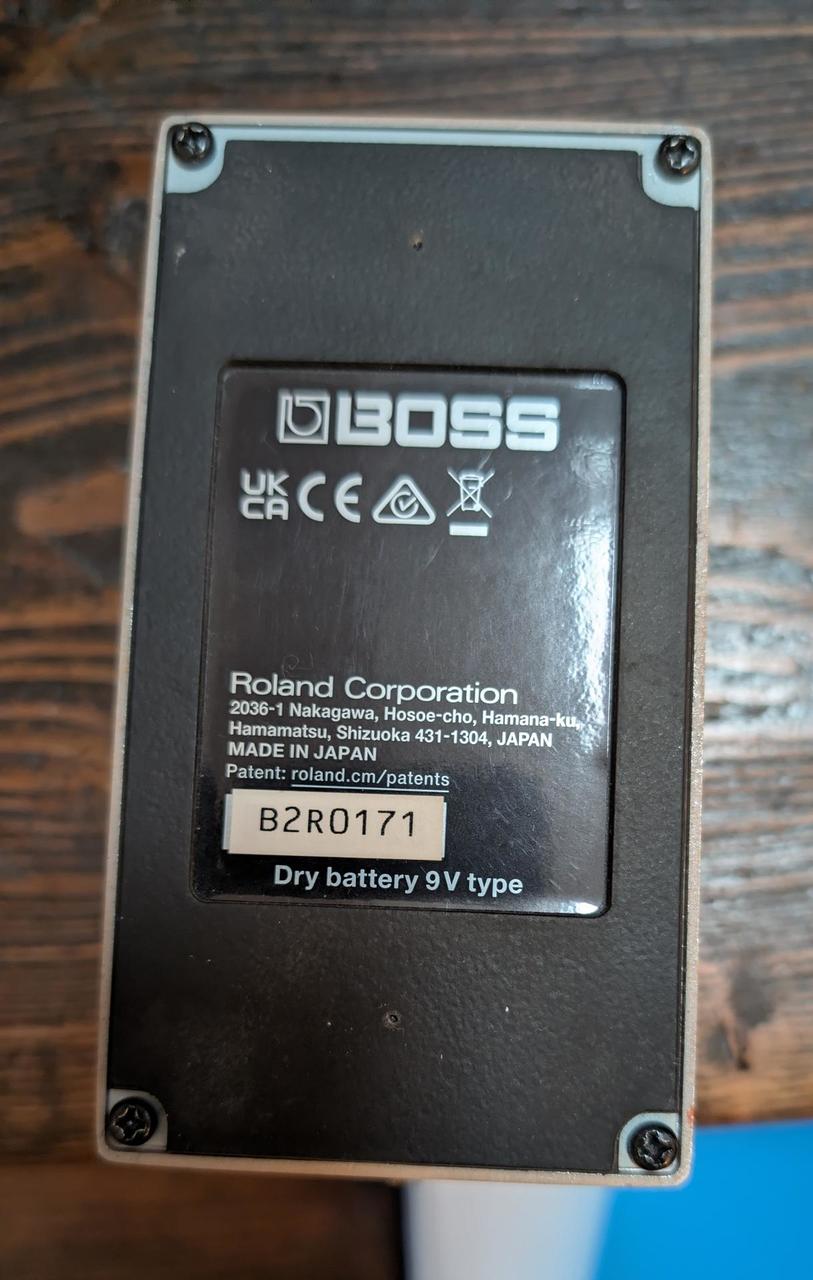 BOSS
UK
CA CE
Roland Corporation
2036-1 Nakagawa, Hosoe-cho, Hamana-ku,
Hamamatsu, Shizuoka 431-1304, JAPAN
MADE IN JAPAN
Patent: roland.cm/patents
B2R0171
Dry battery 9V type